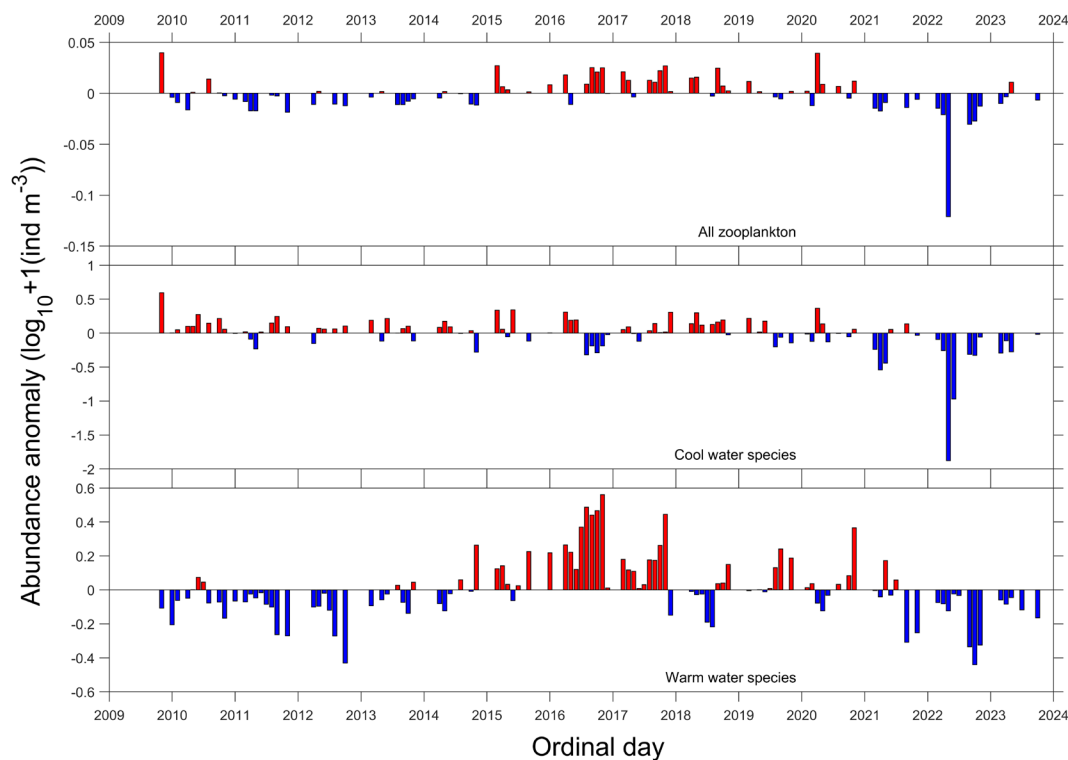 2009 2010 2011 2012 2013 2014 2015 2016 2017 2018 2019 2020 2021 2022 2023 2024
0.05
0
-0.05
-0.1
-0.15
All zooplankton
1
0.5
0
-0.5
-1
-1.5
-2
Cool water species
0.6
0.4
0.2
0
-0.2
-0.4
-0.6
Warm water species
2009 2010 2011 2012 2013 2014 2015 2016 2017 2018 2019 2020 2021 2022 2023 2024
Ordinal day
Abundance anomaly (log10+1(ind m-3))